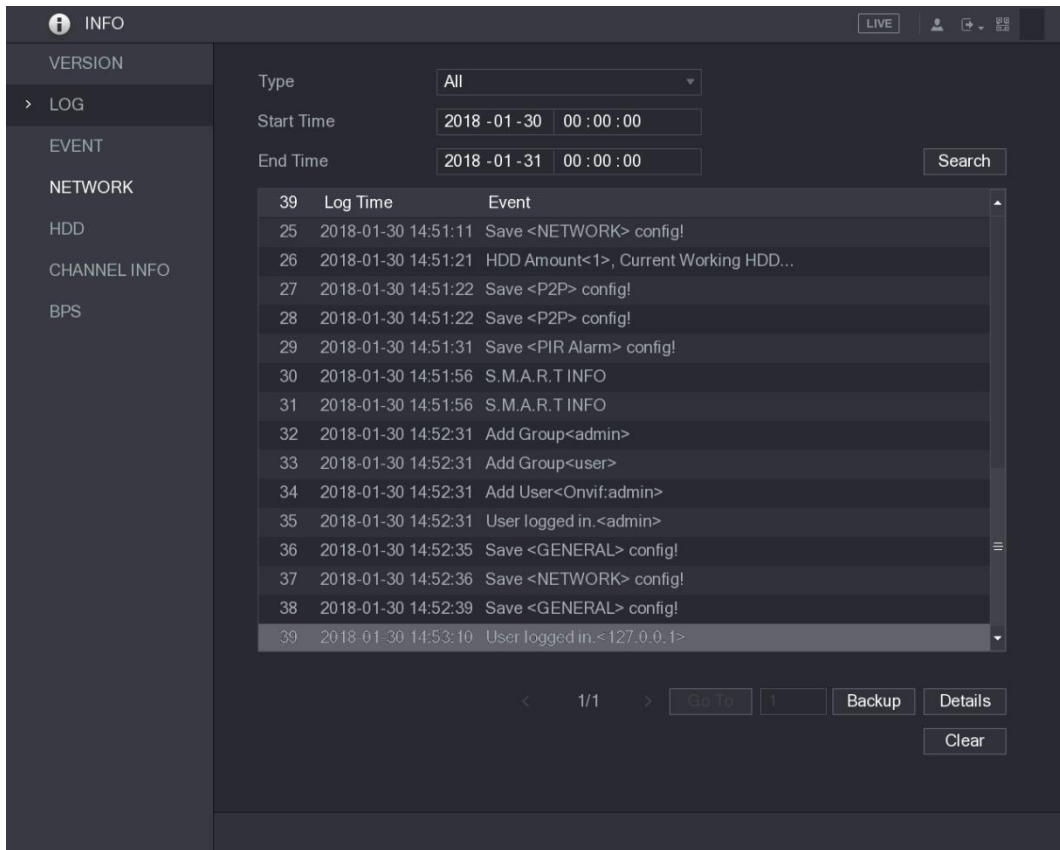 INFO LIVE
VERSION
LOG
EVENT
NETWORK
HDD
CHANNEL INFO
BPS
Type All
Start Time 2018 -01 -30 00 : 00 : 00
End Time 2018 -01 -31 00 : 00 : 00
Search
39 Log Time Event
25 2018-01-30 14:51:11 Save <NETWORK> config!
26 2018-01-30 14:51:21 HDD Amount<1>, Current Working HDD...
27 2018-01-30 14:51:22 Save <P2P> config!
28 2018-01-30 14:51:22 Save <P2P> config!
29 2018-01-30 14:51:31 Save <PIR Alarm> config!
30 2018-01-30 14:51:56 S.M.A.R.T INFO
31 2018-01-30 14:51:56 S.M.A.R.T INFO
32 2018-01-30 14:52:31 Add Group<admin>
33 2018-01-30 14:52:31 Add Group<user>
34 2018-01-30 14:52:31 Add User<Onvif:admin>
35 2018-01-30 14:52:31 User logged in.<admin>
36 2018-01-30 14:52:35 Save <GENERAL> config!
37 2018-01-30 14:52:36 Save <NETWORK> config!
38 2018-01-30 14:52:39 Save <GENERAL> config!
39 2018-01-30 14:53:10 User logged in.<127.0.0.1>
< 1/1 > Go To 1 Backup Details
Clear